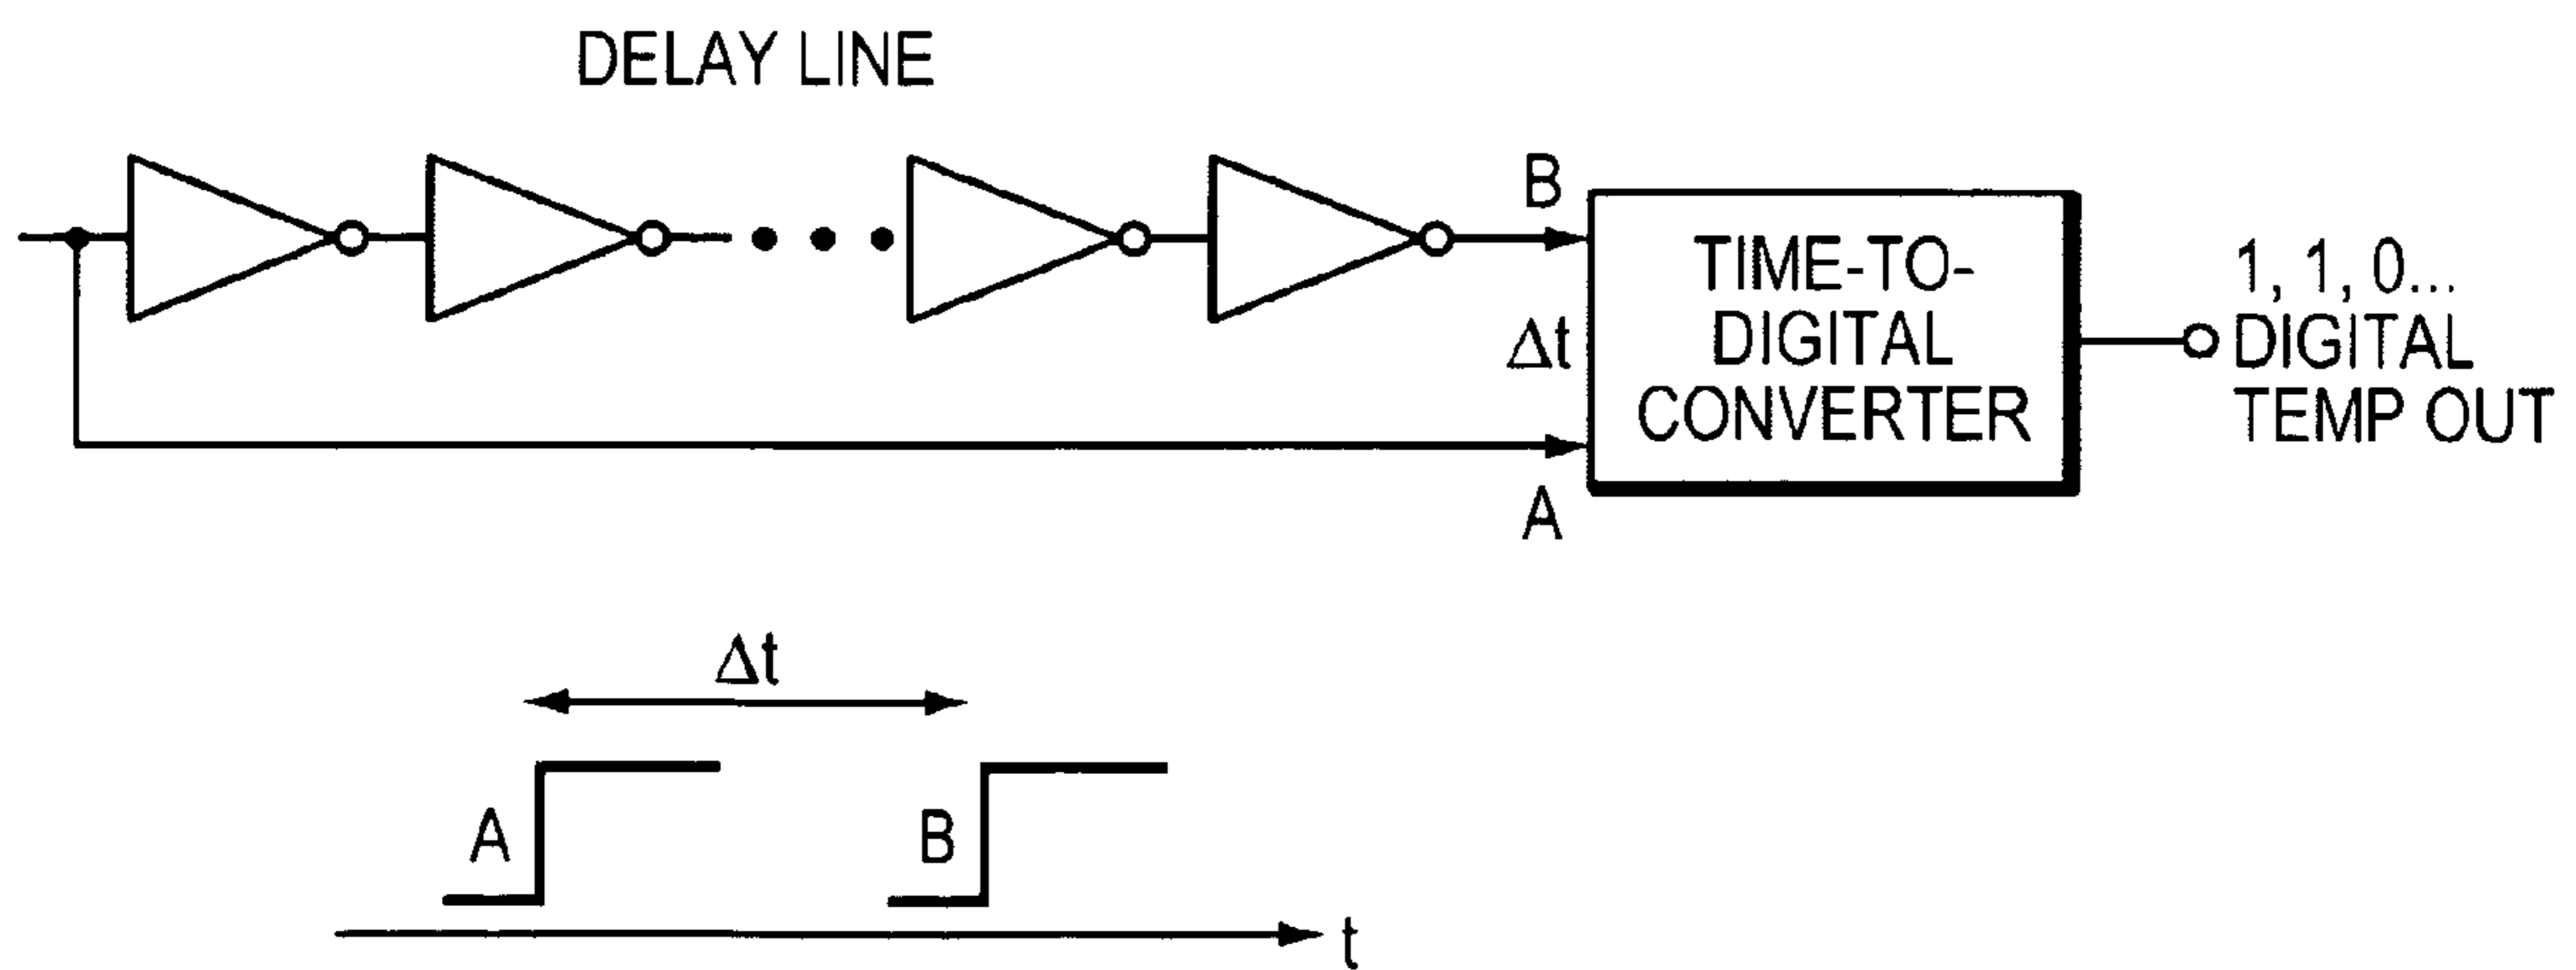 DELAY LINE
B
Δt
A
TIME-TO-
DIGITAL
CONVERTER
1, 1, 0...
DIGITAL
TEMP OUT
Δt
A
B
t